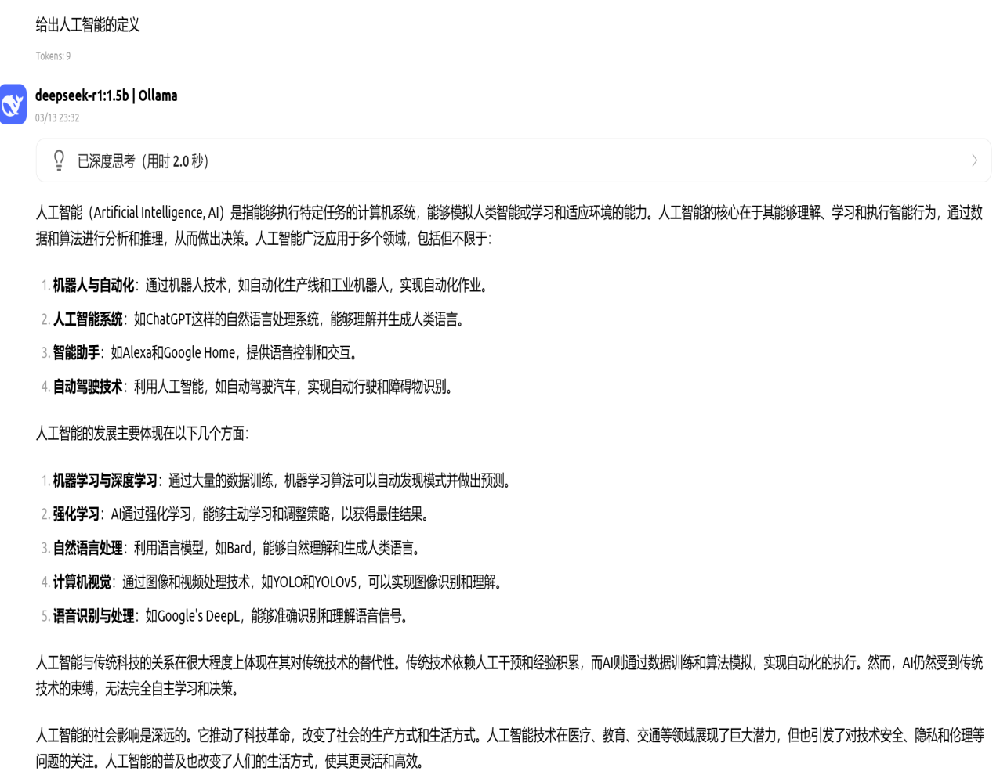 给出人工智能的定义
Tokens: 9
deepseek-r1:1.5b | Ollama
03/13 23:32
已深度思考（用时 2.0 秒）
人工智能（Artificial Intelligence, AI）是指能够执行特定任务的计算机系统，能够模拟人类智能或学习和适应环境的能力。人工智能的核心在于其能够理解、学习和执行智能行为，通过数
据和算法进行分析和推理，从而做出决策。人工智能广泛应用于多个领域，包括但不限于：
1. 机器人与自动化：通过机器人技术，如自动化生产线和工业机器人，实现自动化作业。
2. 人工智能系统：如ChatGPT这样的自然语言处理系统，能够理解并生成人类语言。
3. 智能助手：如Alexa和Google Home，提供语音控制和交互。
4. 自动驾驶技术：利用人工智能，如自动驾驶汽车，实现自动行驶和障碍物识别。
人工智能的发展主要体现在以下几个方面：
1. 机器学习与深度学习：通过大量的数据训练，机器学习算法可以自动发现模式并做出预测。
2. 强化学习：AI通过强化学习，能够主动学习和调整策略，以获得最佳结果。
3. 自然语言处理：利用语言模型，如Bard，能够自然理解和生成人类语言。
4. 计算机视觉：通过图像和视频处理技术，如YOLO和YOLOv5，可以实现图像识别和理解。
5. 语音识别与处理：如Google's DeepL，能够准确识别和理解语音信号。
人工智能与传统科技的关系在很大程度上体现在其对传统技术的替代性。传统技术依赖人工干预和经验积累，而AI则通过数据训练和算法模拟，实现自动化的执行。然而，AI仍然受到传统
技术的束缚，无法完全自主学习和决策。
人工智能的社会影响是深远的。它推动了科技革命，改变了社会的生产方式和生活方式。人工智能技术在医疗、教育、交通等领域展现了巨大潜力，但也引发了对技术安全、隐私和伦理等
问题的关注。人工智能的普及也改变了人们的生活方式，使其更灵活和高效。